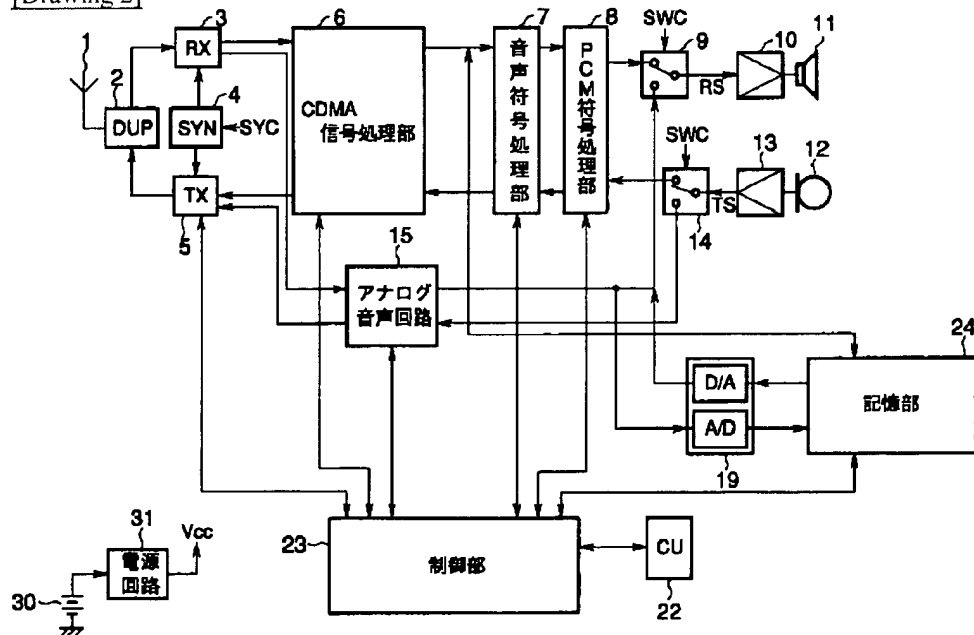 [Drawing 2]
1
2
DUP
3
RX
4
SYN
SYC
TX
5
6
CDMA
信号処理部
7
音声符号処理部
8
PCM符号処理部
SWC
9
RS
10
11
SWC
14
TS
13
12
15
アナログ
音声回路
D/A
A/D
19
24
記憶部
23
制御部
CU
22
30
31
電源
回路
Vcc